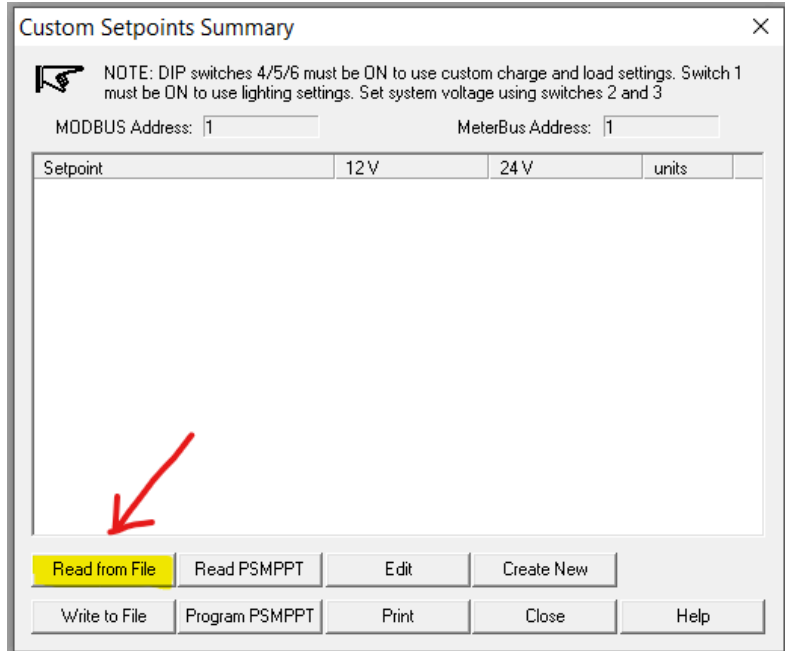 Custom Setpoints Summary
NOTE: DIP switches 4/5/6 must be ON to use custom charge and load settings. Switch 1
must be ON to use lighting settings. Set system voltage using switches 2 and 3
MODBUS Address: 1 MeterBus Address: 1
Setpoint 12 V 24 V units
Read from File Read PSMPPT Edit Create New
Write to File Program PSMPPT Print Close Help